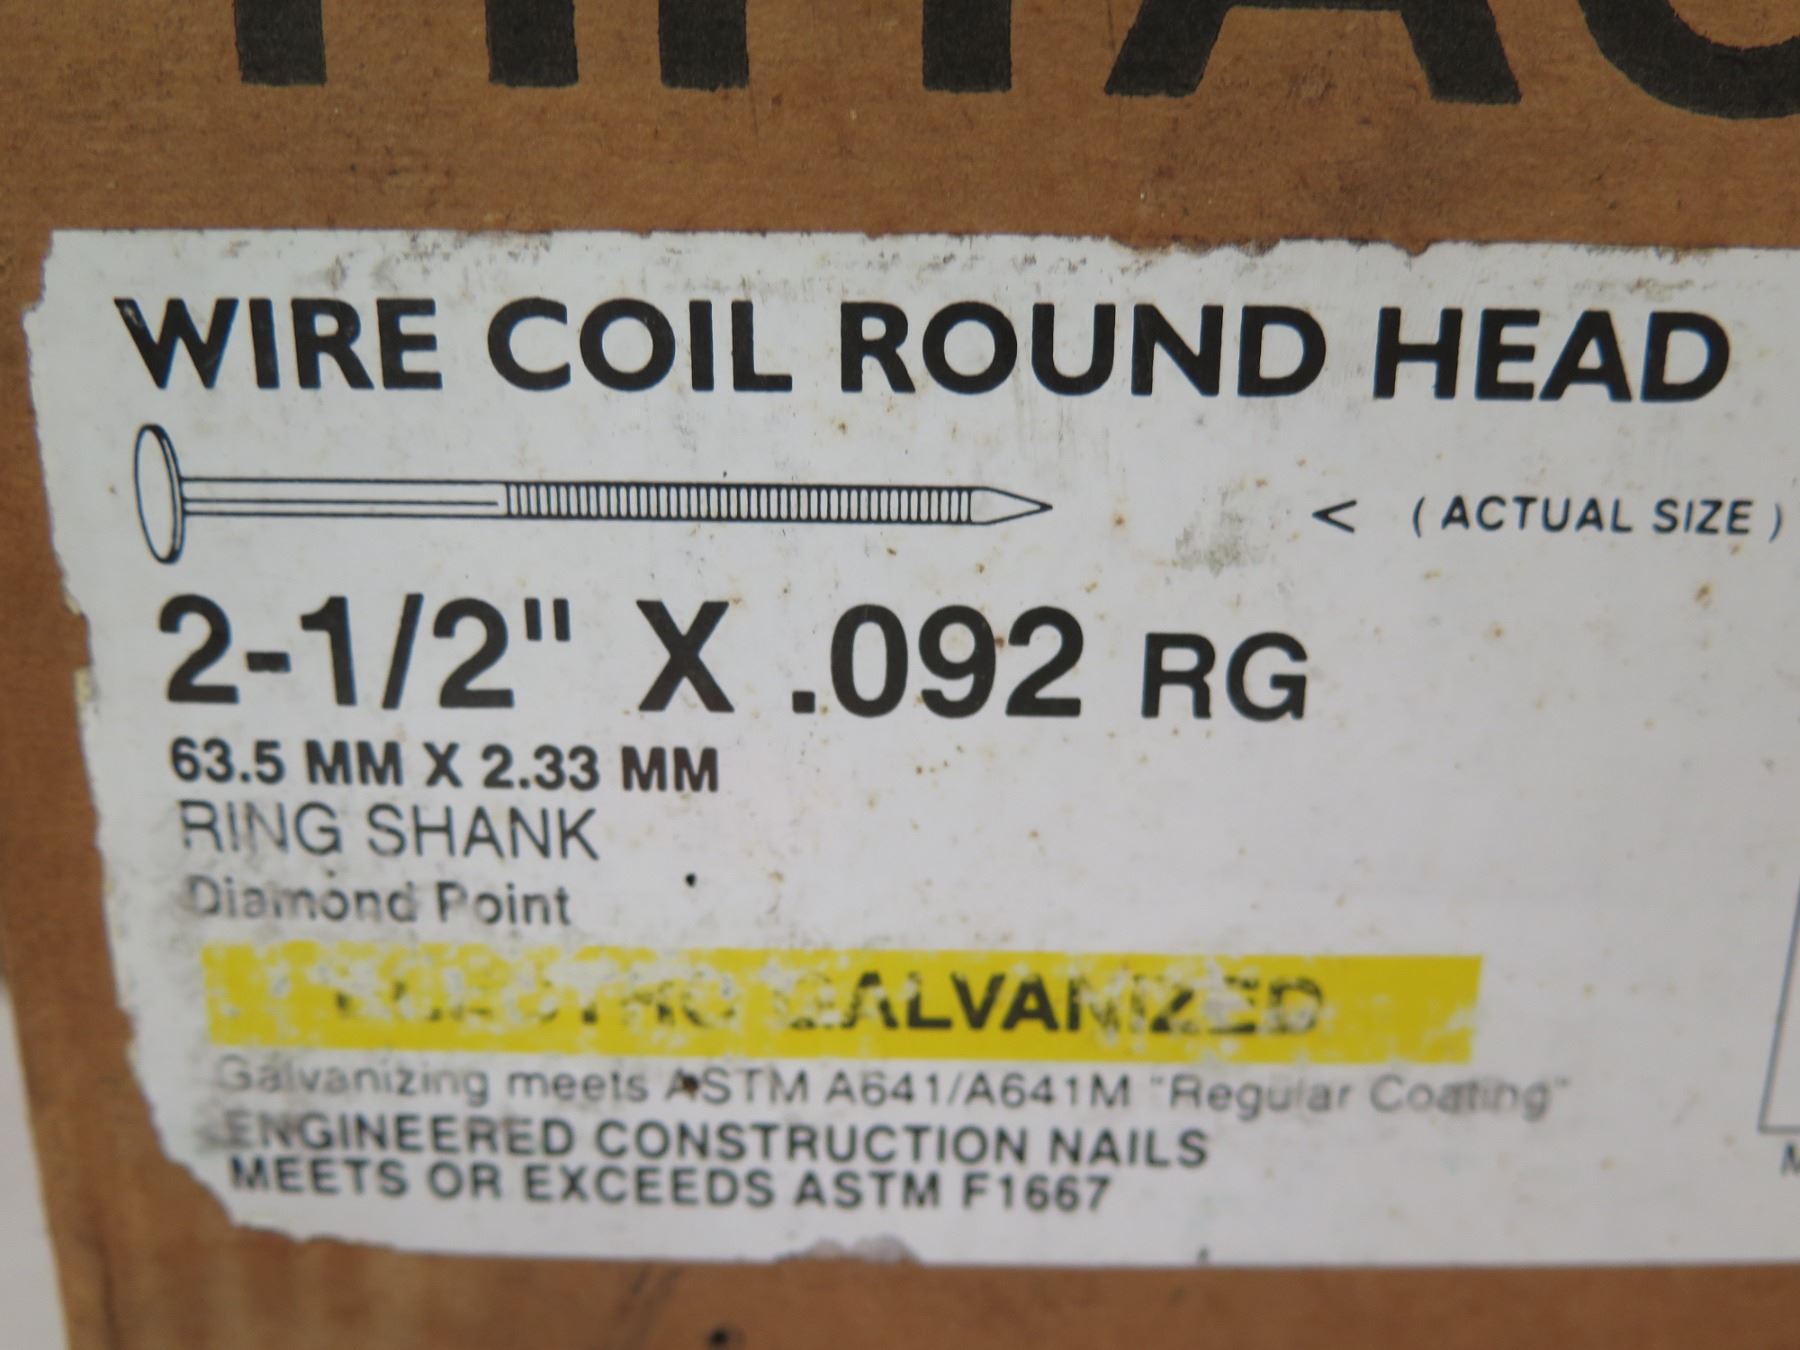 WIRE COIL ROUND HEAD
< (ACTUAL SIZE)
2-1/2" X .092 RG
63.5 MM X 2.33 MM
RING SHANK
Diamond Point
GALVANIZED
Galvanizing meets ASTM A641/A641M "Regular Coating"
ENGINEERED CONSTRUCTION NAILS
MEETS OR EXCEEDS ASTM F1667